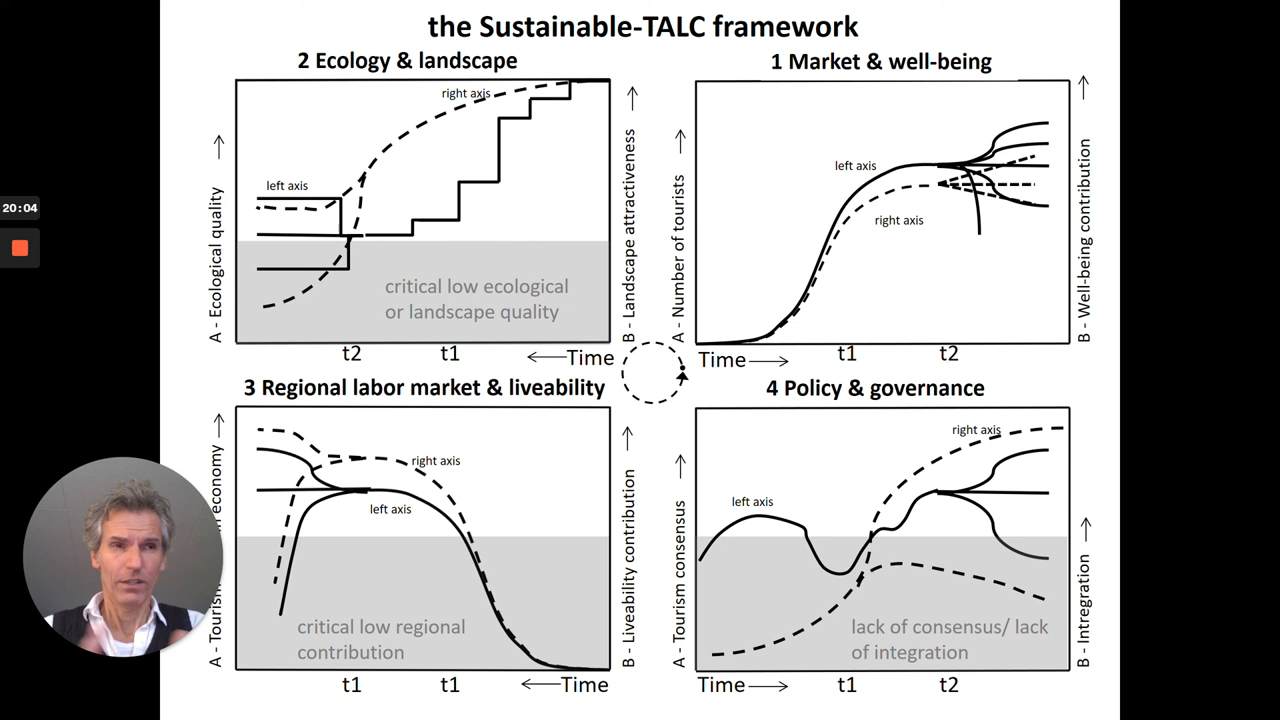 the Sustainable-TALC framework
2 Ecology & landscape
right axis
left axis
A - Ecological quality
B - Landscape attractiveness
critical low ecological
or landscape quality
t2
t1
Time
1 Market & well-being
left axis
right axis
A - Number of tourists
B - Well-being contribution
Time
t1
t2
20:04
3 Regional labor market & liveability
right axis
left axis
A - Touris
n economy
B - Liveability contribution
critical low regional
contribution
t1
t1
Time
4 Policy & governance
right axis
left axis
A - Tourism consensus
B - Intregration
lack of consensus/ lack
of integration
Time
t1
t2